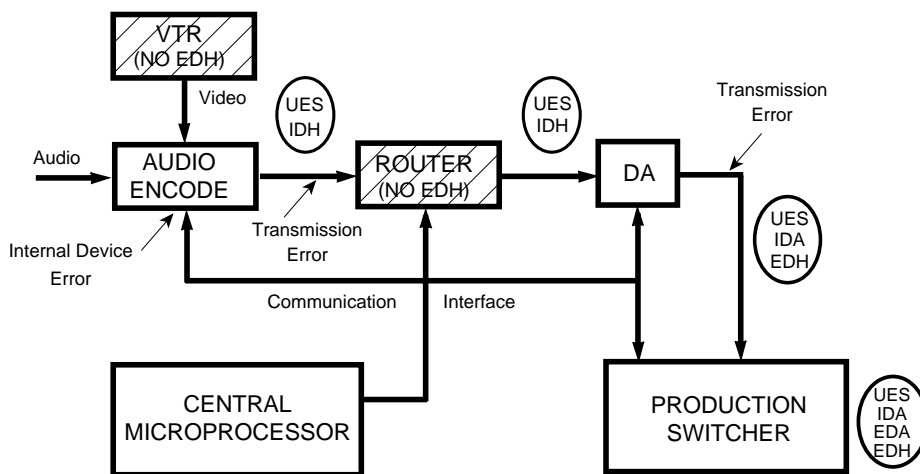 VTR
(NO EDH)
Video
UES
IDH
UES
IDH
Transmission
Error
Audio
AUDIO
ENCODE
ROUTER
(NO EDH)
DA
Internal Device
Error
Transmission
Error
UES
IDA
EDH
Communication
Interface
CENTRAL
MICROPROCESSOR
PRODUCTION
SWITCHER
UES
IDA
EDA
EDH